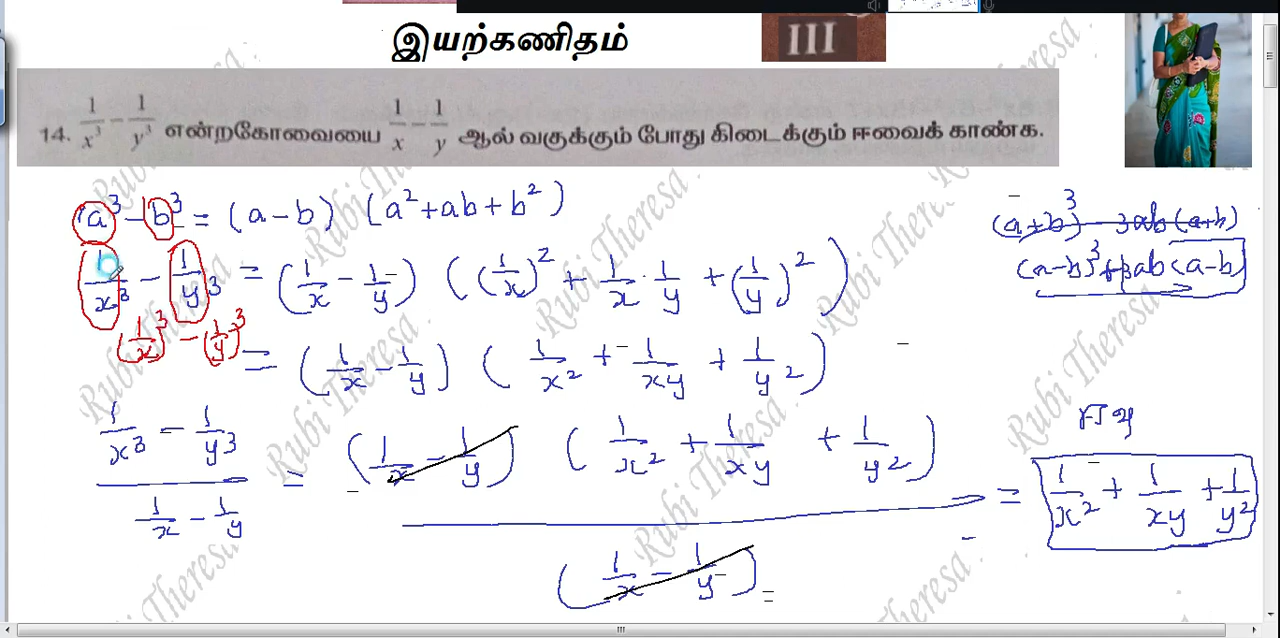 இயற்கணிதம்
III
14. 1/x³ − 1/y³ என்றகோவையை 1/x − 1/y ஆல் வகுக்கும் போது கிடைக்கும் ஈவைக் காண்க.
a³ − b³ = (a − b) (a² + ab + b²)
(a+b)³ − 3ab(a+b)
(a−b)³ + 3ab(a−b)
1/x³ − 1/y³ = (1/x − 1/y) ((1/x)² + 1/x · 1/y + (1/y)²)
(1/x)³ − (1/y)³
= (1/x − 1/y) (1/x² + 1/xy + 1/y²)
ஈவு
(1/x³ − 1/y³) / (1/x − 1/y) = (1/x − 1/y) (1/x² + 1/xy + 1/y²) / (1/x − 1/y) = 1/x² + 1/xy + 1/y²
Rubi Theresa